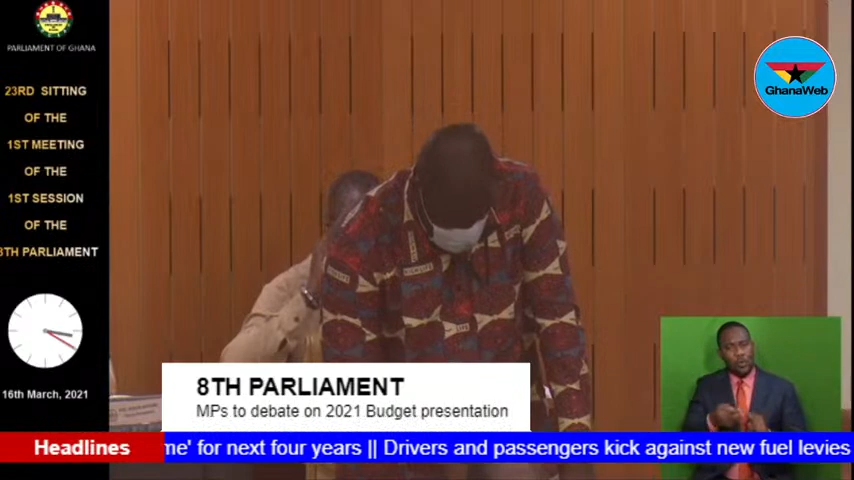 PARLIAMENT OF GHANA
23RD SITTING
OF THE
1ST MEETING
OF THE
1ST SESSION
OF THE
8TH PARLIAMENT
16th March, 2021
GhanaWeb
8TH PARLIAMENT
MPs to debate on 2021 Budget presentation
Headlines
me' for next four years || Drivers and passengers kick against new fuel levies